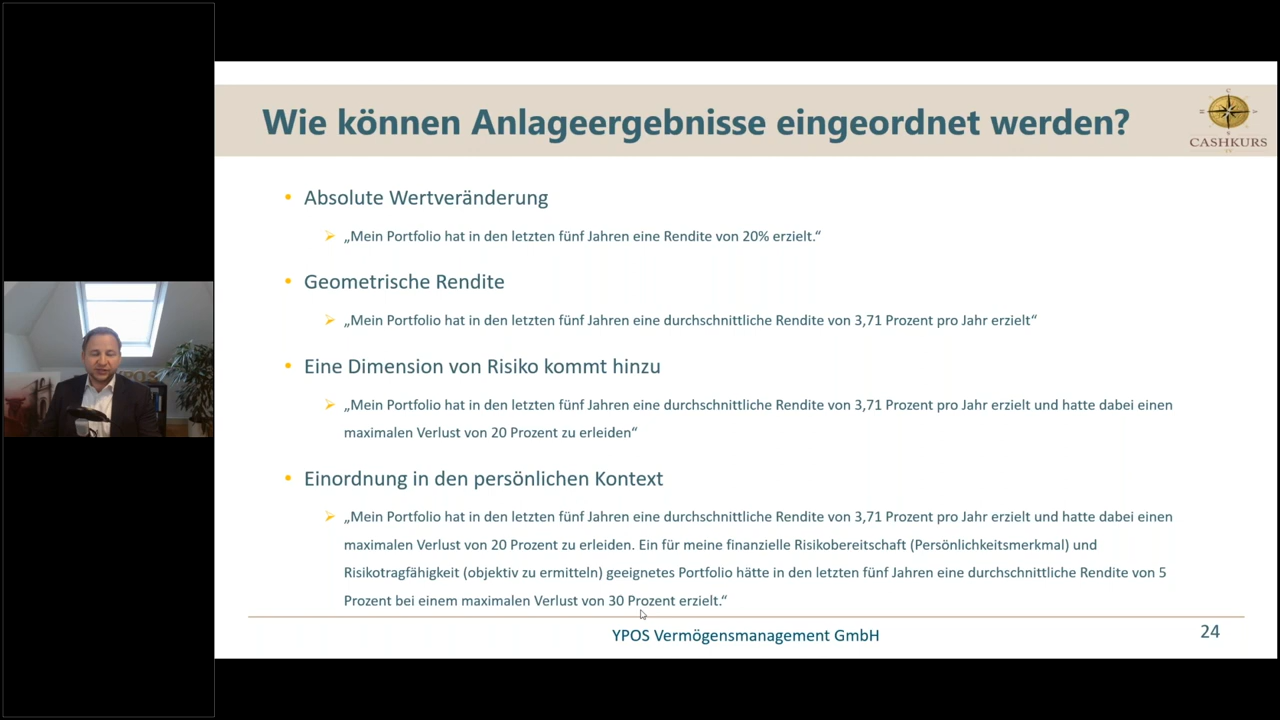 Wie können Anlageergebnisse eingeordnet werden?
CASHKURS
• Absolute Wertveränderung
„Mein Portfolio hat in den letzten fünf Jahren eine Rendite von 20% erzielt.“
• Geometrische Rendite
„Mein Portfolio hat in den letzten fünf Jahren eine durchschnittliche Rendite von 3,71 Prozent pro Jahr erzielt“
• Eine Dimension von Risiko kommt hinzu
„Mein Portfolio hat in den letzten fünf Jahren eine durchschnittliche Rendite von 3,71 Prozent pro Jahr erzielt und hatte dabei einen
maximalen Verlust von 20 Prozent zu erleiden“
• Einordnung in den persönlichen Kontext
„Mein Portfolio hat in den letzten fünf Jahren eine durchschnittliche Rendite von 3,71 Prozent pro Jahr erzielt und hatte dabei einen
maximalen Verlust von 20 Prozent zu erleiden. Ein für meine finanzielle Risikobereitschaft (Persönlichkeitsmerkmal) und
Risikotragfähigkeit (objektiv zu ermitteln) geeignetes Portfolio hätte in den letzten fünf Jahren eine durchschnittliche Rendite von 5
Prozent bei einem maximalen Verlust von 30 Prozent erzielt.“
YPOS Vermögensmanagement GmbH
24